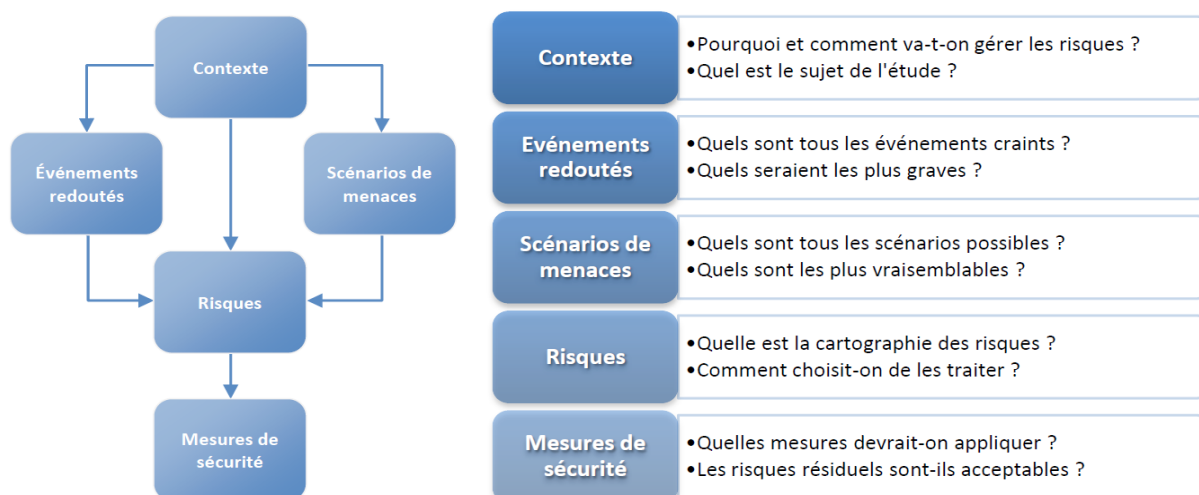 Contexte
Événements
redoutés
Scénarios de
menaces
Risques
Mesures de
sécurité
Contexte
•Pourquoi et comment va-t-on gérer les risques ?
•Quel est le sujet de l'étude ?
Evénements
redoutés
•Quels sont tous les événements craints ?
•Quels seraient les plus graves ?
Scénarios de
menaces
•Quels sont tous les scénarios possibles ?
•Quels sont les plus vraisemblables ?
Risques
•Quelle est la cartographie des risques ?
•Comment choisit-on de les traiter ?
Mesures de
sécurité
•Quelles mesures devrait-on appliquer ?
•Les risques résiduels sont-ils acceptables ?